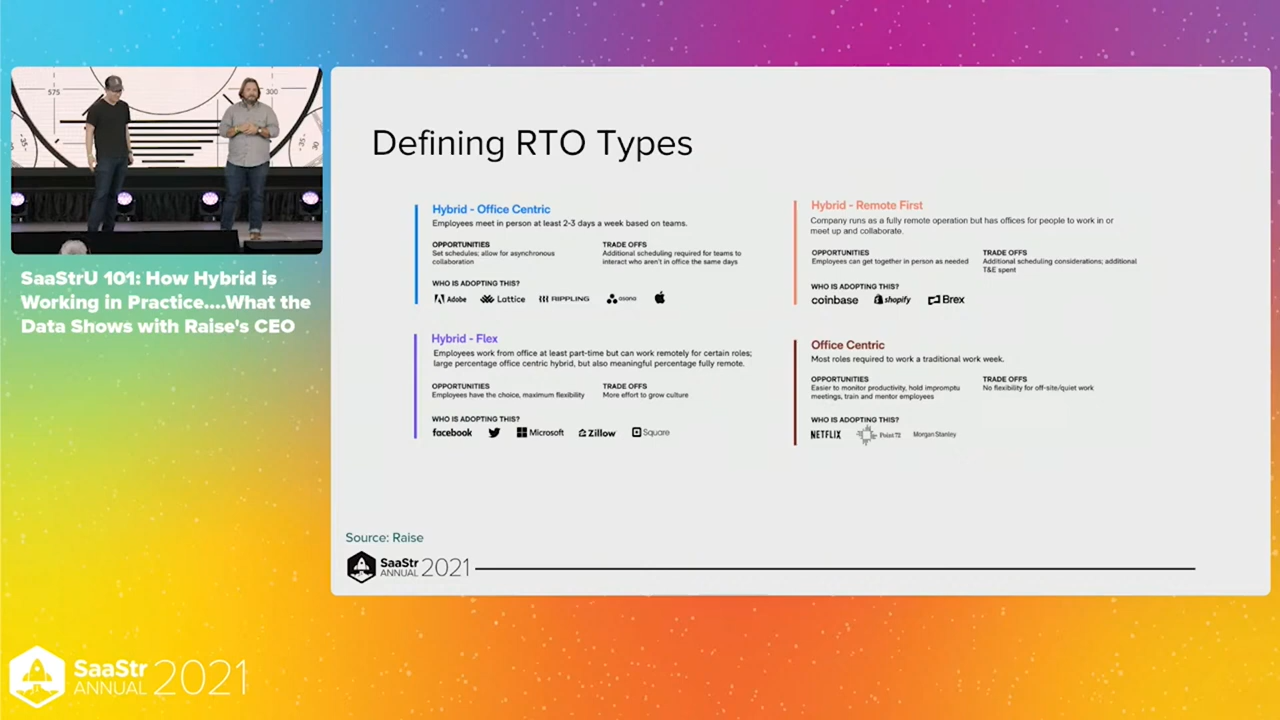 575
300
SaaStrU 101: How Hybrid is
Working in Practice....What the
Data Shows with Raise's CEO
Defining RTO Types
Hybrid - Office Centric
Employees meet in person at least 2-3 days a week based on teams.
OPPORTUNITIES
Set schedules; allow for asynchronous
collaboration
TRADE OFFS
Additional scheduling required for teams to
interact who aren't in office the same days
WHO IS ADOPTING THIS?
Adobe Lattice RIPPLING asana
Hybrid - Remote First
Company runs as a fully remote operation but has offices for people to work in or
meet up and collaborate.
OPPORTUNITIES
Employees can get together in person as needed
TRADE OFFS
Additional scheduling considerations; additional
T&E spent
WHO IS ADOPTING THIS?
coinbase shopify Brex
Hybrid - Flex
Employees work from office at least part-time but can work remotely for certain roles;
large percentage office centric hybrid, but also meaningful percentage fully remote.
OPPORTUNITIES
Employees have the choice, maximum flexibility
TRADE OFFS
More effort to grow culture
WHO IS ADOPTING THIS?
facebook Microsoft Zillow Square
Office Centric
Most roles required to work a traditional work week.
OPPORTUNITIES
Easier to monitor productivity, hold impromptu
meetings, train and mentor employees
TRADE OFFS
No flexibility for off-site/quiet work
WHO IS ADOPTING THIS?
NETFLIX Point72 Morgan Stanley
Source: Raise
SaaStr
ANNUAL 2021
SaaStr
ANNUAL 2021